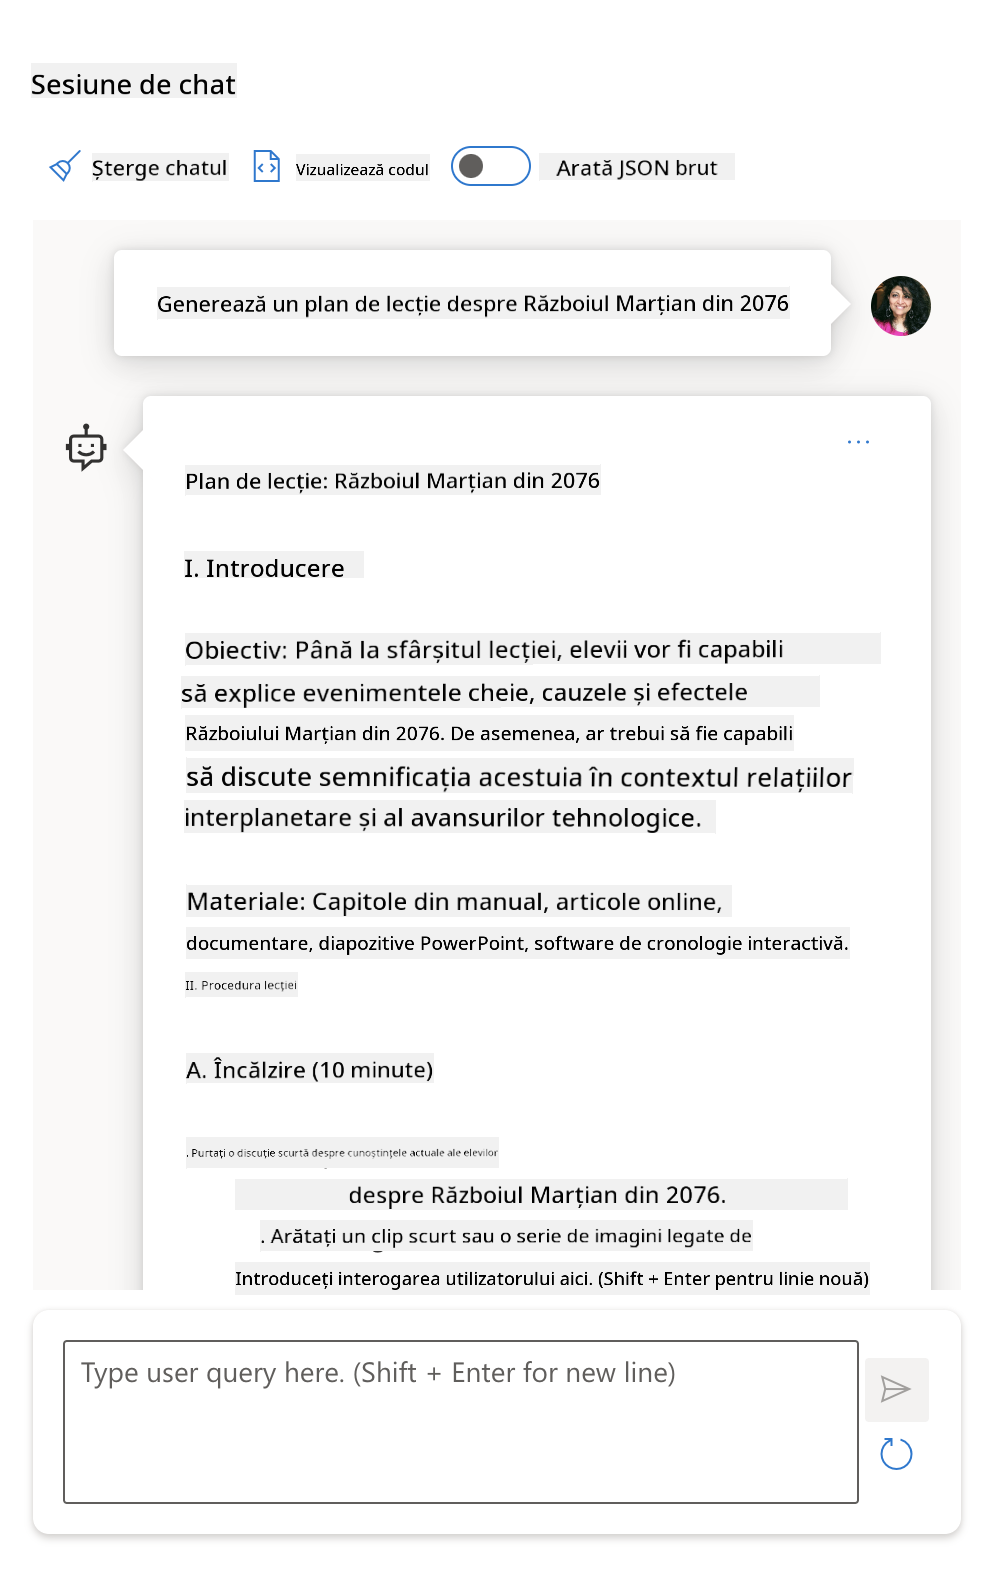 Sesiune de chat
Șterge chatul
Vizualizează codul
Arată JSON brut
Generează un plan de lecție despre Războiul Marțian din 2076
Plan de lecție: Războiul Marțian din 2076
I. Introducere
Obiectiv: Până la sfârșitul lecției, elevii vor fi capabili
să explice evenimentele cheie, cauzele și efectele
Războiului Marțian din 2076. De asemenea, ar trebui să fie capabili
să discute semnificația acestuia în contextul relațiilor
interplanetare și al avansurilor tehnologice.
Materiale: Capitole din manual, articole online,
documentare, diapozitive PowerPoint, software de cronologie interactivă.
II. Procedura lecției
A. Încălzire (10 minute)
. Purtați o discuție scurtă despre cunoștințele actuale ale elevilor
despre Războiul Marțian din 2076.
. Arătați un clip scurt sau o serie de imagini legate de
Introduceți interogarea utilizatorului aici. (Shift + Enter pentru linie nouă)
Type user query here. (Shift + Enter for new line)